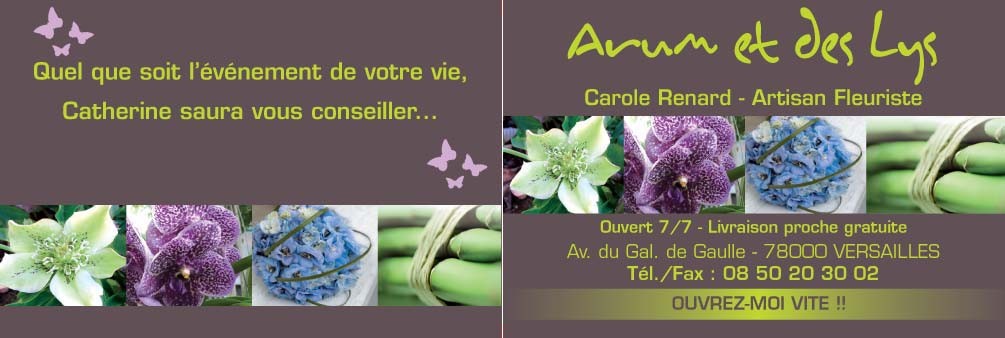 Quel que soit l'événement de votre vie,
Catherine saura vous conseiller...
Arum et des Lys
Carole Renard - Artisan Fleuriste
Ouvert 7/7 - Livraison proche gratuite
Av. du Gal. de Gaulle - 78000 VERSAILLES
Tél./Fax : 08 50 20 30 02
OUVREZ-MOI VITE !!